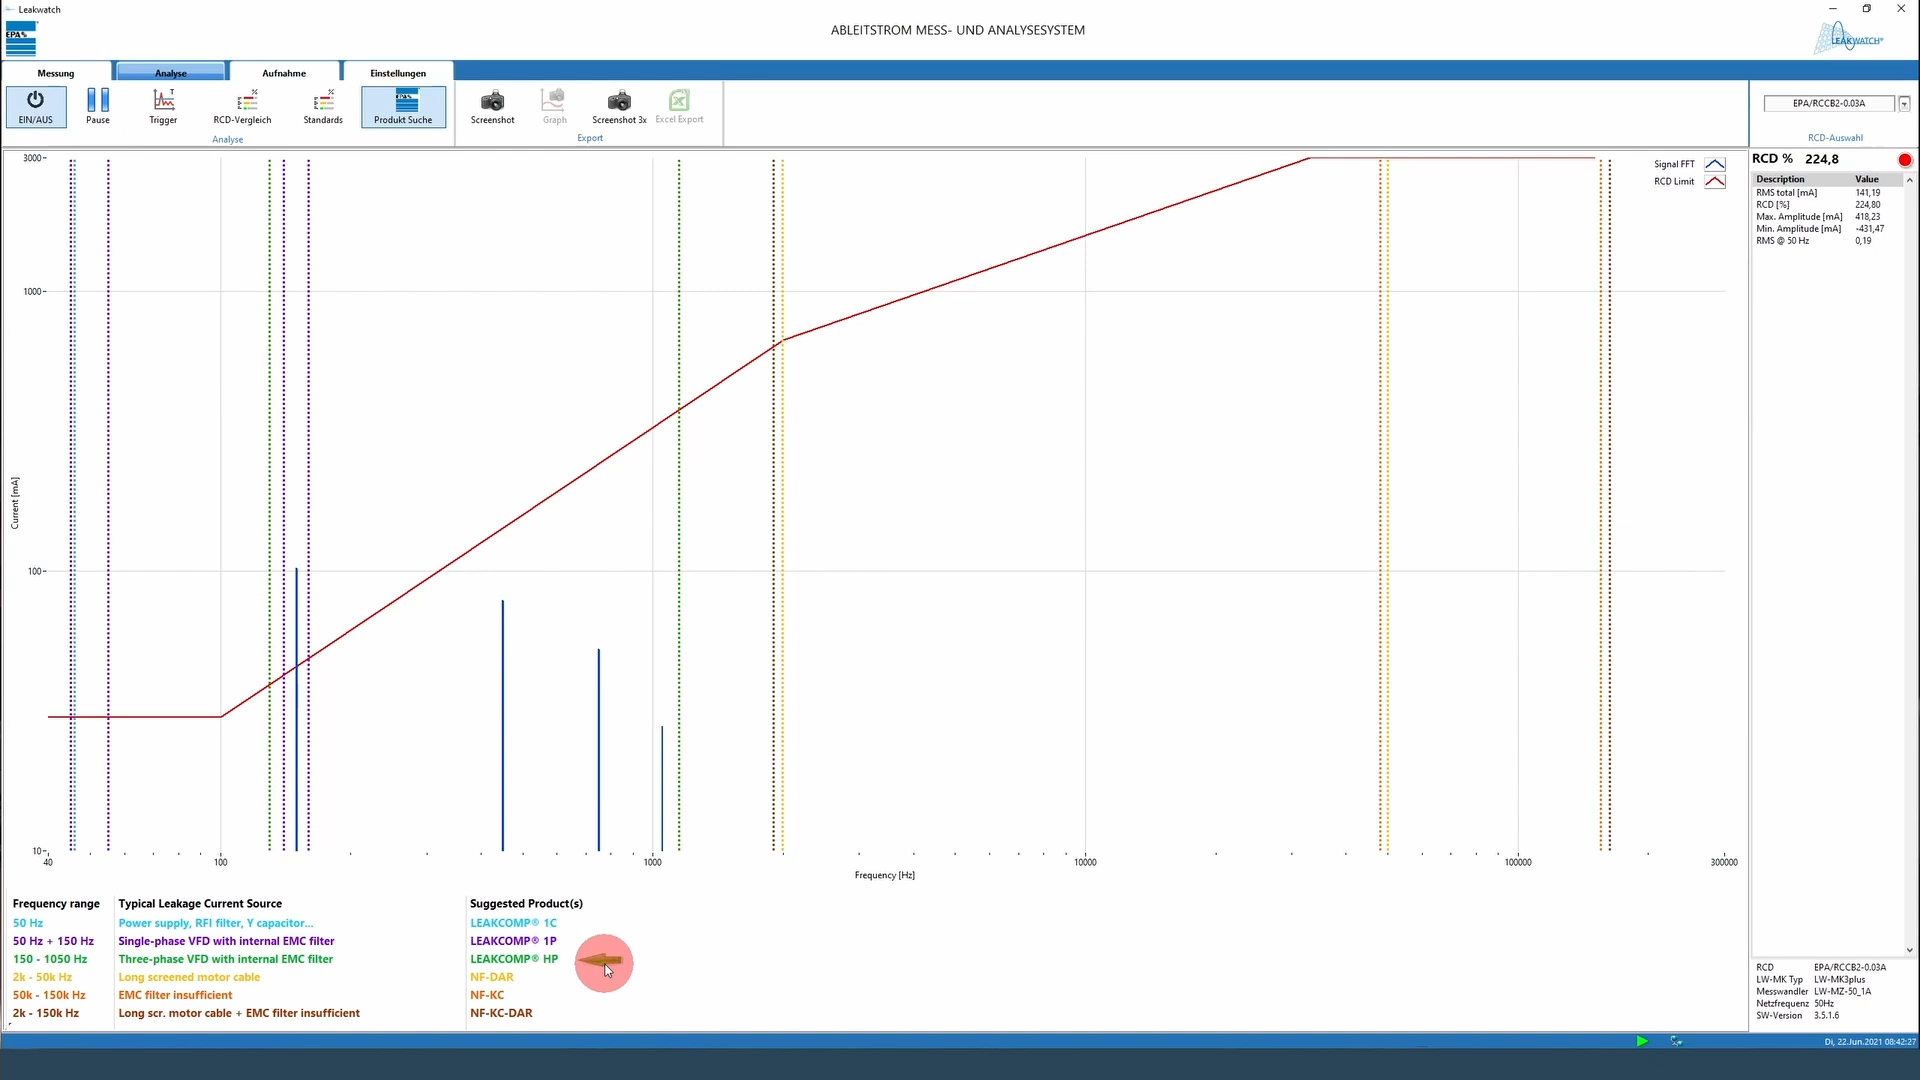 Leakwatch
EPA
ABLEITSTROM MESS- UND ANALYSESYSTEM
LEAKWATCH®
Messung Analyse Aufnahme Einstellungen
EIN/AUS Pause Trigger RCD-Vergleich Standards Produkt Suche Screenshot Graph Screenshot 3x Excel Export
Analyse Export
EPA/RCCB2-0.03A
RCD-Auswahl
RCD % 224,8
Description Value
RMS total [mA] 141,19
RCD [%] 224,80
Max. Amplitude [mA] 418,23
Min. Amplitude [mA] -431,47
RMS @ 50 Hz 0,19
Signal FFT
RCD Limit
3000
1000
100
10
Current [mA]
40 100 1000 10000 100000 300000
Frequency [Hz]
Frequency range Typical Leakage Current Source Suggested Product(s)
50 Hz Power supply, RFI filter, Y capacitor... LEAKCOMP® 1C
50 Hz + 150 Hz Single-phase VFD with internal EMC filter LEAKCOMP® 1P
150 - 1050 Hz Three-phase VFD with internal EMC filter LEAKCOMP® HP
2k - 50k Hz Long screened motor cable NF-DAR
50k - 150k Hz EMC filter insufficient NF-KC
2k - 150k Hz Long scr. motor cable + EMC filter insufficient NF-KC-DAR
RCD EPA/RCCB2-0.03A
LW-MK Typ LW-MK3plus
Messwandler LW-MZ-50_1A
Netzfrequenz 50Hz
SW-Version 3.5.1.6
Di, 22.Jun.2021 08:42:27